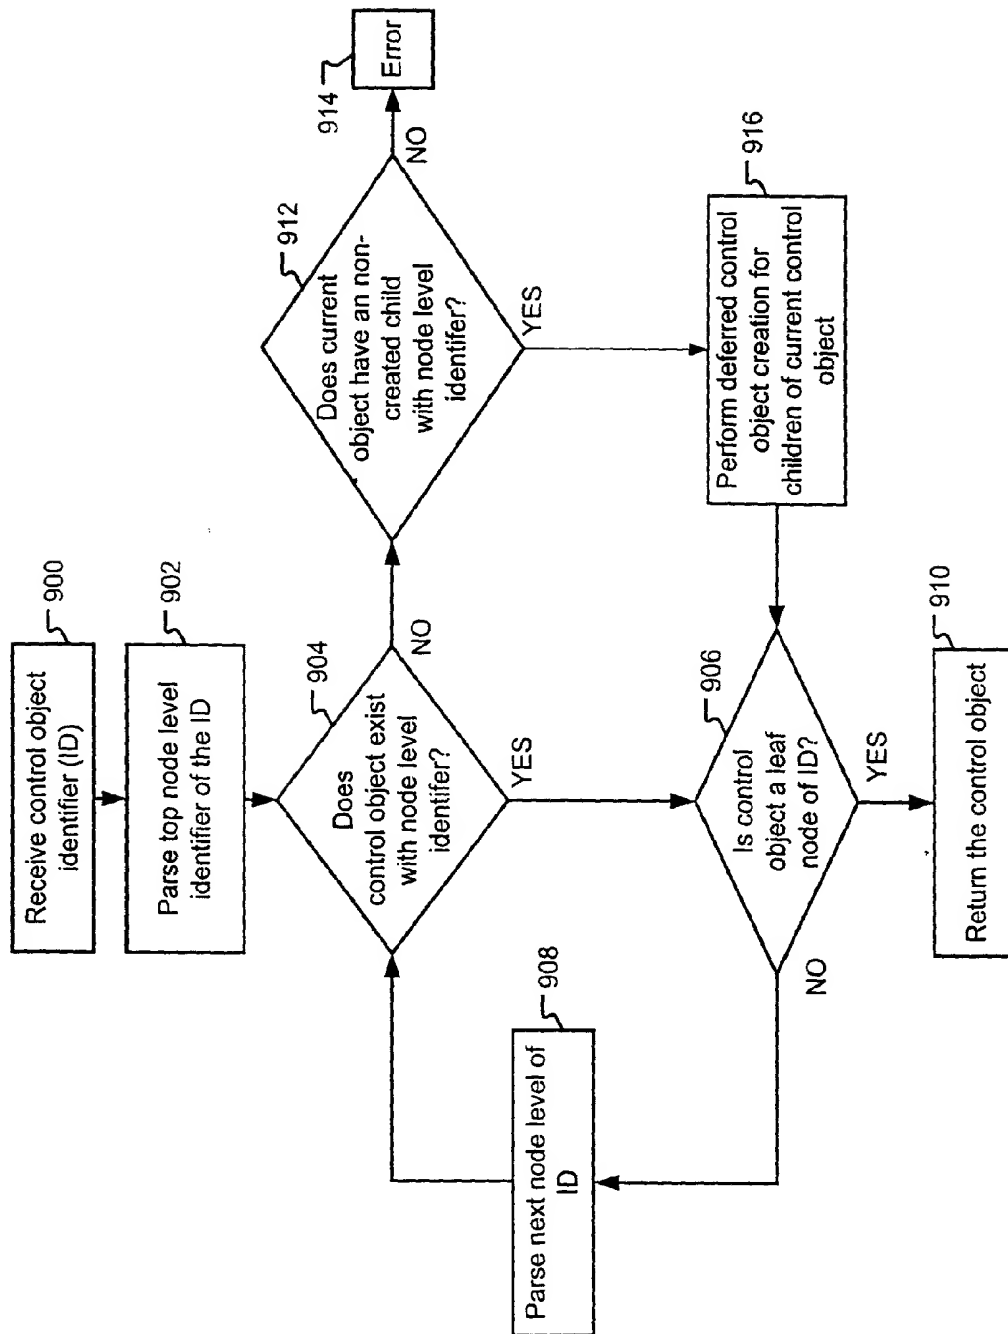 900
Receive control object
identifier (ID)
902
Parse top node level
identifier of the ID
904
Does
control object exist
with node level
identifer?
NO
YES
912
Does current
object have an non-
created child
with node level
identifer?
NO
YES
914
Error
916
Perform deferred control
object creation for
children of current control
object
906
Is control
object a leaf
node of ID?
NO
YES
908
Parse next node level of
ID
910
Return the control object